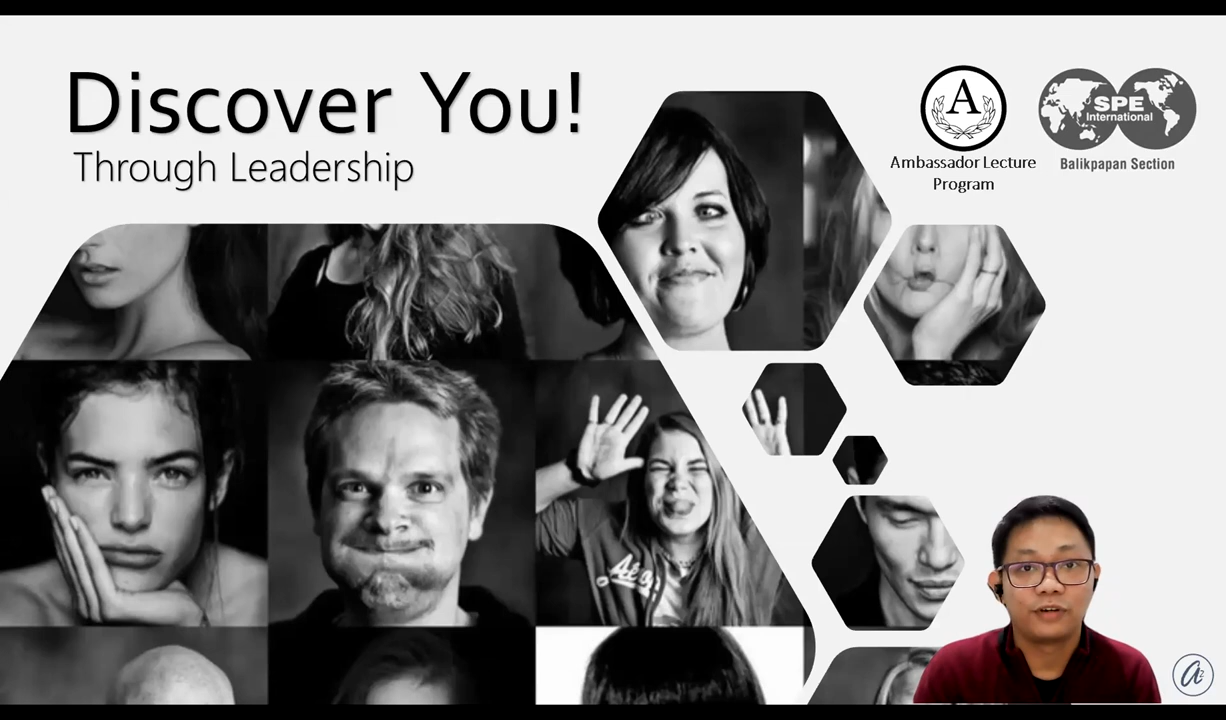 Discover You!
Through Leadership
A
Ambassador Lecture
Program
SPE
International
Balikpapan Section